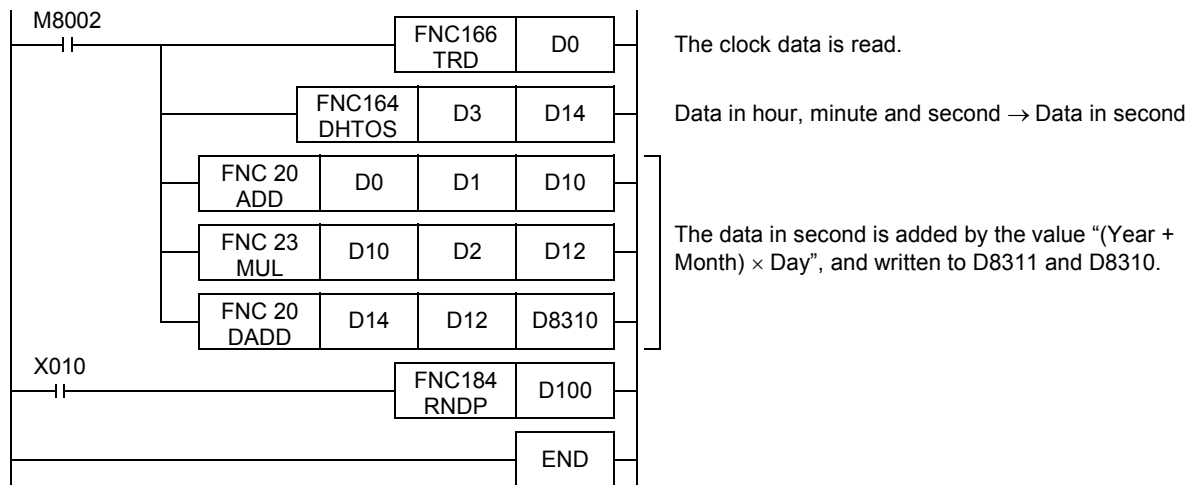 M8002
FNC166 TRD D0
The clock data is read.
FNC164 DHTOS D3 D14
Data in hour, minute and second → Data in second
FNC 20 ADD D0 D1 D10
FNC 23 MUL D10 D2 D12
The data in second is added by the value “(Year +
Month) × Day”, and written to D8311 and D8310.
FNC 20 DADD D14 D12 D8310
X010
FNC184 RNDP D100
END